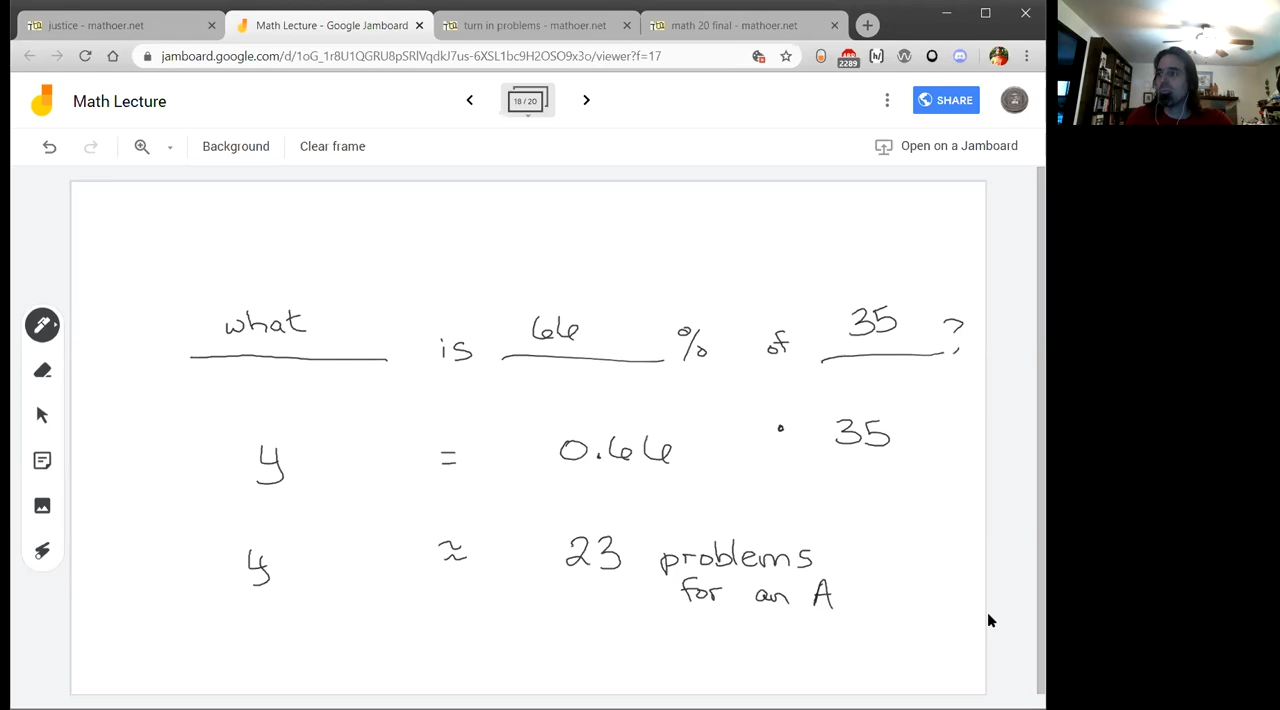 justice - mathoer.net
Math Lecture - Google Jamboard
turn in problems - mathoer.net
math 20 final - mathoer.net
jamboard.google.com/d/1oG_1r8U1QGRU8pSRlVqdkJ7us-6XSL1bc9H2OSO9x3o/viewer?f=17
2289
Math Lecture
18 / 20
SHARE
Background
Clear frame
Open on a Jamboard
what is 66 % of 35 ?
y = 0.66 · 35
y ≈ 23 problems
for an A